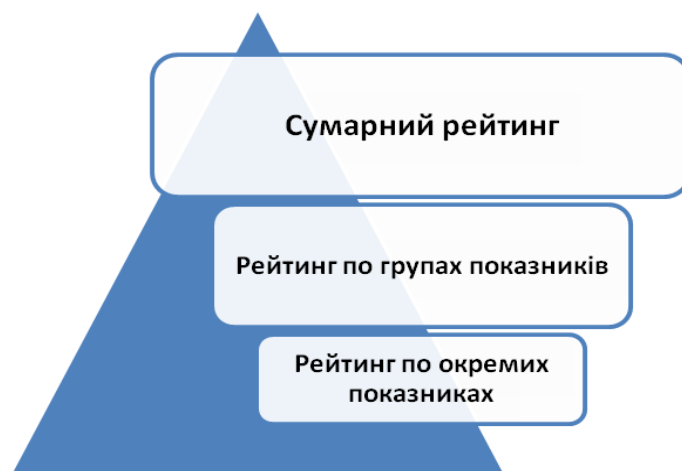 Сумарний рейтинг
Рейтинг по групах показників
Рейтинг по окремих
показниках